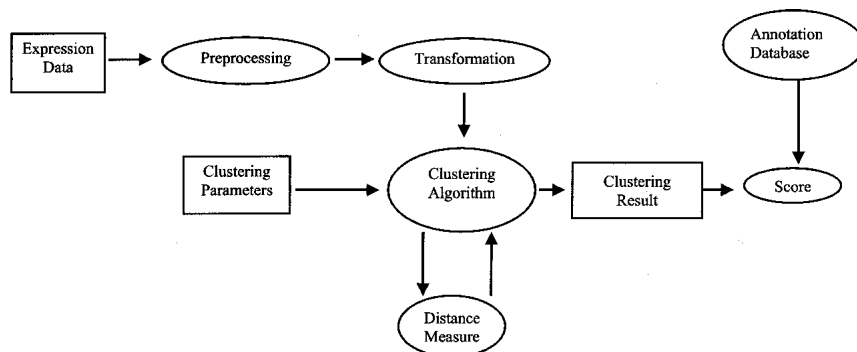 Expression
Data
Preprocessing
Transformation
Annotation
Database
Clustering
Parameters
Clustering
Algorithm
Clustering
Result
Score
Distance
Measure